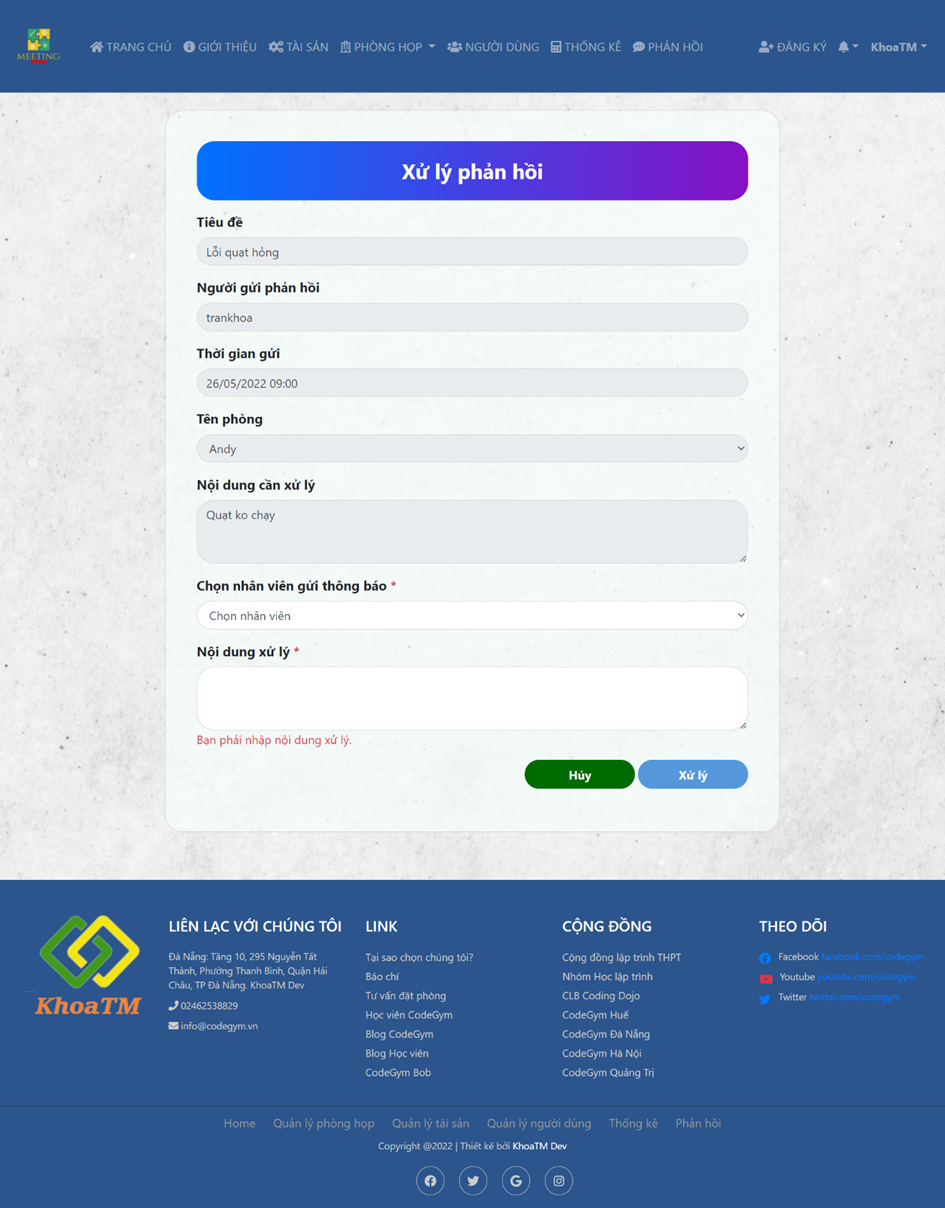 MEETING
TRANG CHỦ GIỚI THIỆU TÀI SẢN PHÒNG HỌP NGƯỜI DÙNG THỐNG KÊ PHẢN HỒI ĐĂNG KÝ KhoaTM
Xử lý phản hồi
Tiêu đề
Lỗi quạt hỏng
Người gửi phản hồi
trankhoa
Thời gian gửi
26/05/2022 09:00
Tên phòng
Andy
Nội dung cần xử lý
Quạt ko chạy
Chọn nhân viên gửi thông báo *
Chọn nhân viên
Nội dung xử lý *
Bạn phải nhập nội dung xử lý.
Hủy Xử lý
KhoaTM
LIÊN LẠC VỚI CHÚNG TÔI
Đà Nẵng: Tầng 10, 295 Nguyễn Tất
Thành, Phường Thanh Bình, Quận Hải
Châu, TP Đà Nẵng. KhoaTM Dev
02462538829
info@codegym.vn
LINK
Tại sao chọn chúng tôi?
Báo chí
Tư vấn đặt phòng
Học viên CodeGym
Blog CodeGym
Blog Học viên
CodeGym Bob
CỘNG ĐỒNG
Cộng đồng lập trình THPT
Nhóm Học lập trình
CLB Coding Dojo
CodeGym Huế
CodeGym Đà Nẵng
CodeGym Hà Nội
CodeGym Quảng Trị
THEO DÕI
Facebook facebook.com/codegym
Youtube youtube.com/codegym
Twitter twitter.com/codegym
Home Quản lý phòng họp Quản lý tài sản Quản lý người dùng Thống kê Phản hồi
Copyright @2022 | Thiết kế bởi KhoaTM Dev